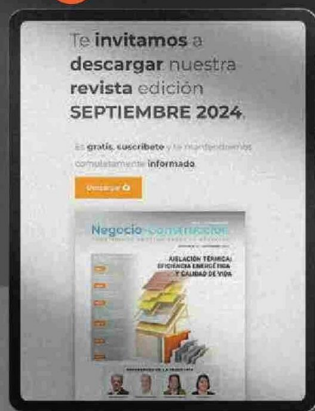 Te invitamos a
descargar nuestra
revista edición
SEPTIEMBRE 2024.
Es gratis, suscríbete y te mantendremos
completamente informado.
Descargar
Negocio & Construcción
AISLACIÓN TÉRMICA:
EFICIENCIA ENERGÉTICA
Y CALIDAD DE VIDA